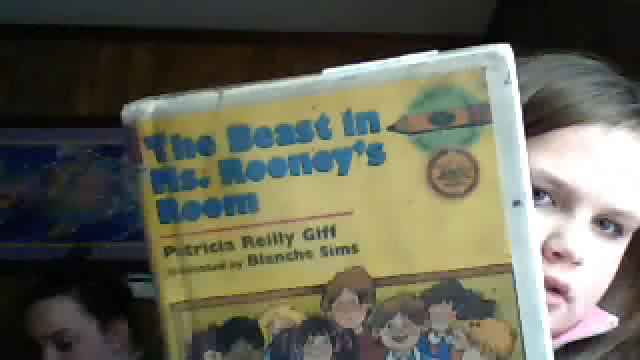 The Beast in
Ms. Rooney's
Room
Patricia Reilly Giff
Illustrated by Blanche Sims